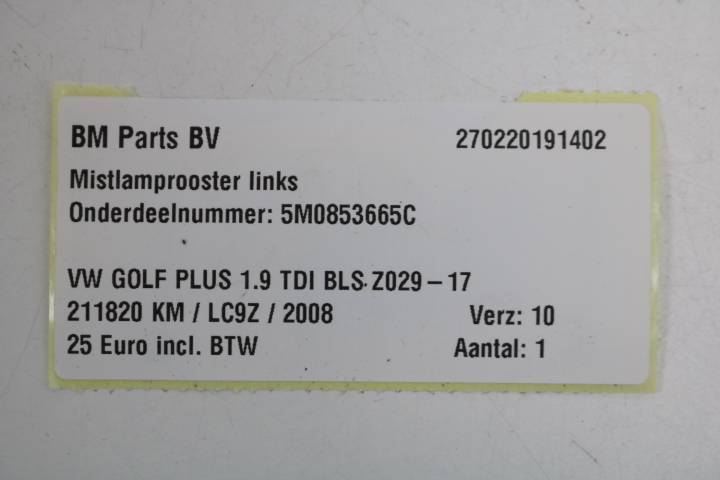 BM Parts BV 270220191402
Mistlamprooster links
Onderdeelnummer: 5M0853665C
VW GOLF PLUS 1.9 TDI BLS Z029-17
211820 KM / LC9Z / 2008 Verz: 10
25 Euro incl. BTW Aantal: 1